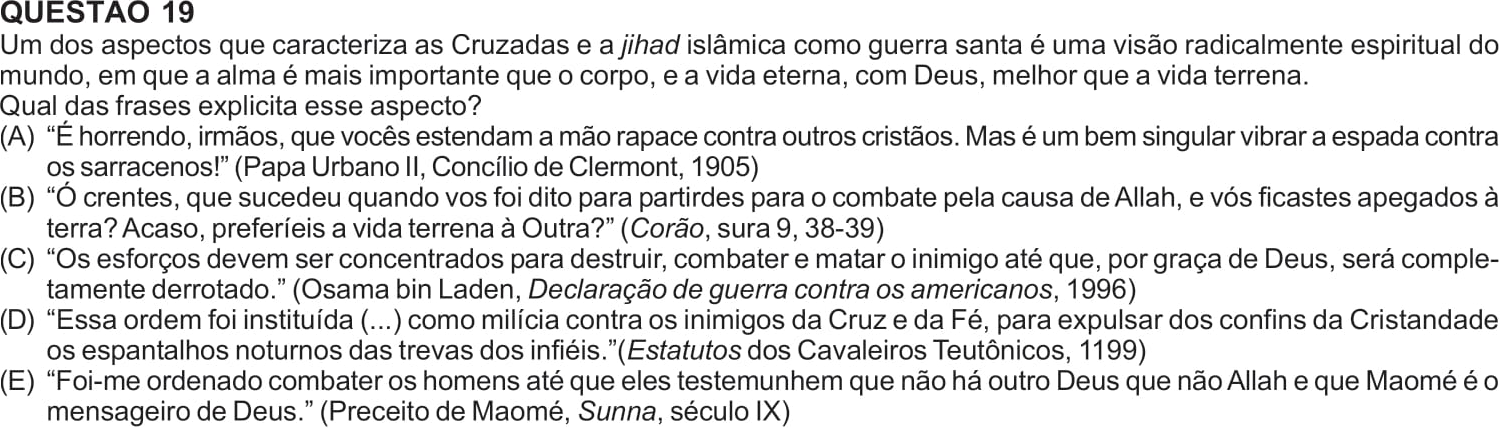 QUESTÃO 19
Um dos aspectos que caracteriza as Cruzadas e a jihad islâmica como guerra santa é uma visão radicalmente espiritual do
mundo, em que a alma é mais importante que o corpo, e a vida eterna, com Deus, melhor que a vida terrena.
Qual das frases explicita esse aspecto?
(A) “É horrendo, irmãos, que vocês estendam a mão rapace contra outros cristãos. Mas é um bem singular vibrar a espada contra
os sarracenos!” (Papa Urbano II, Concílio de Clermont, 1905)
(B) “Ó crentes, que sucedeu quando vos foi dito para partirdes para o combate pela causa de Allah, e vós ficastes apegados à
terra? Acaso, preferíeis a vida terrena à Outra?” (Corão, sura 9, 38-39)
(C) “Os esforços devem ser concentrados para destruir, combater e matar o inimigo até que, por graça de Deus, será comple-
tamente derrotado.” (Osama bin Laden, Declaração de guerra contra os americanos, 1996)
(D) “Essa ordem foi instituída (...) como milícia contra os inimigos da Cruz e da Fé, para expulsar dos confins da Cristandade
os espantalhos noturnos das trevas dos infiéis.”(Estatutos dos Cavaleiros Teutônicos, 1199)
(E) “Foi-me ordenado combater os homens até que eles testemunhem que não há outro Deus que não Allah e que Maomé é o
mensageiro de Deus.” (Preceito de Maomé, Sunna, século IX)